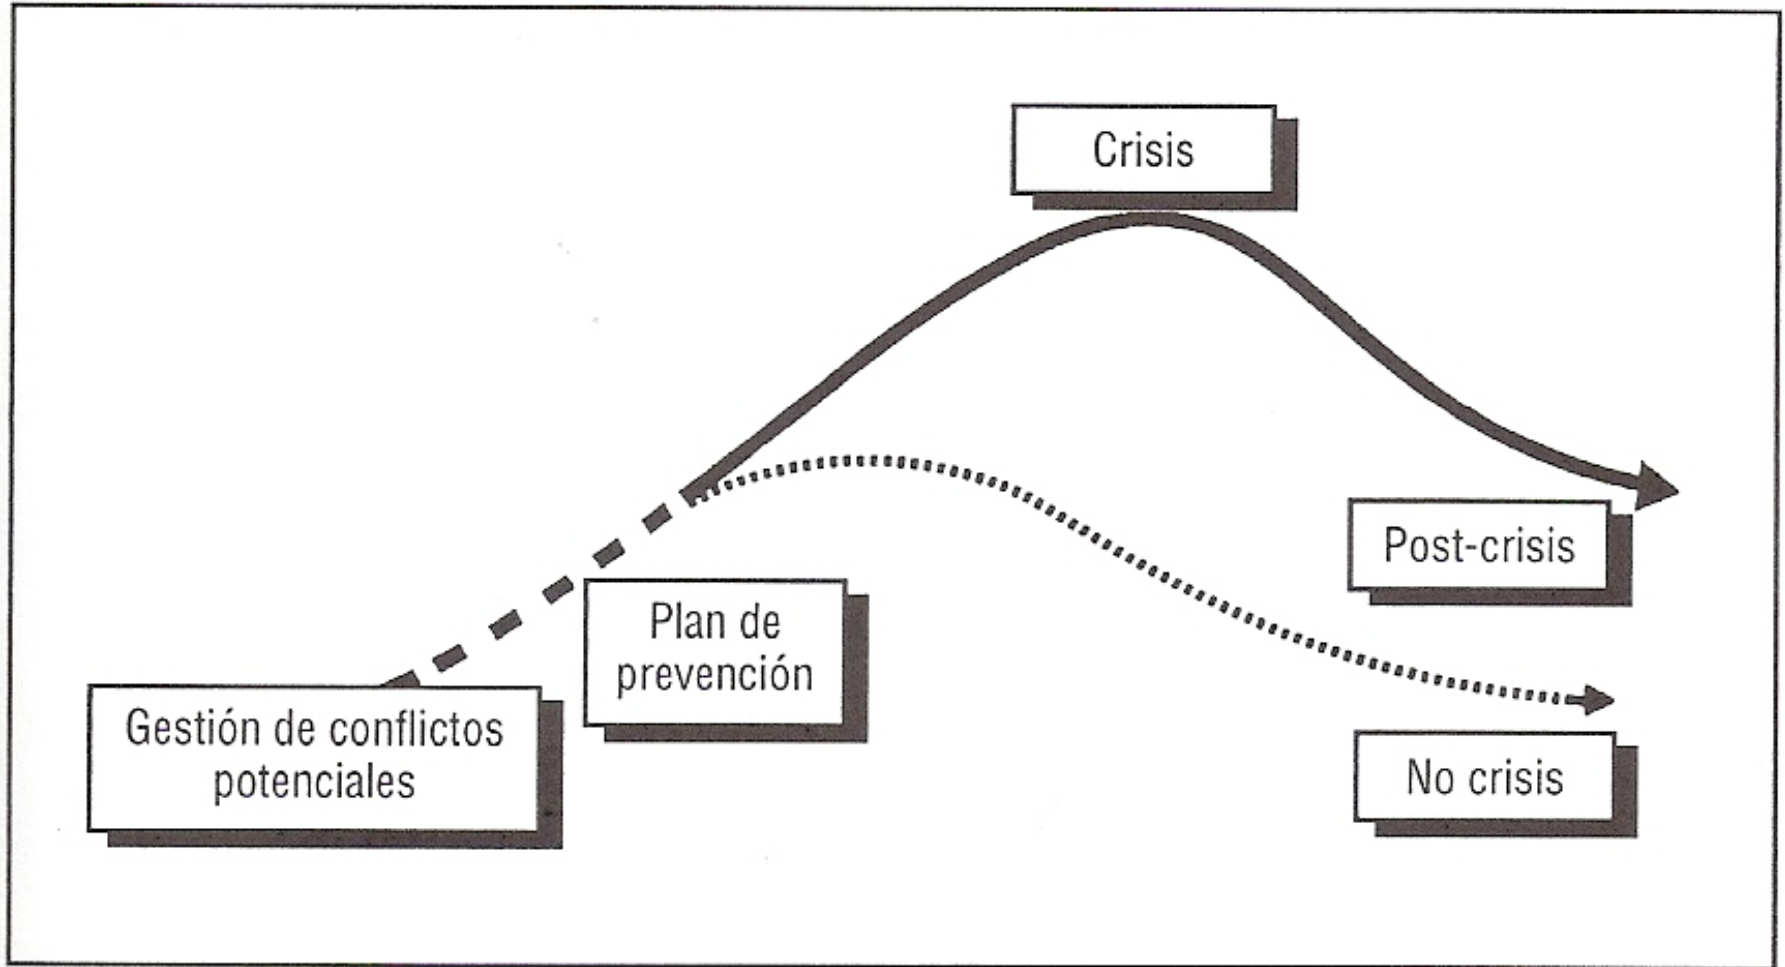 Crisis
Post-crisis
Plan de
prevención
Gestión de conflictos
potenciales
No crisis